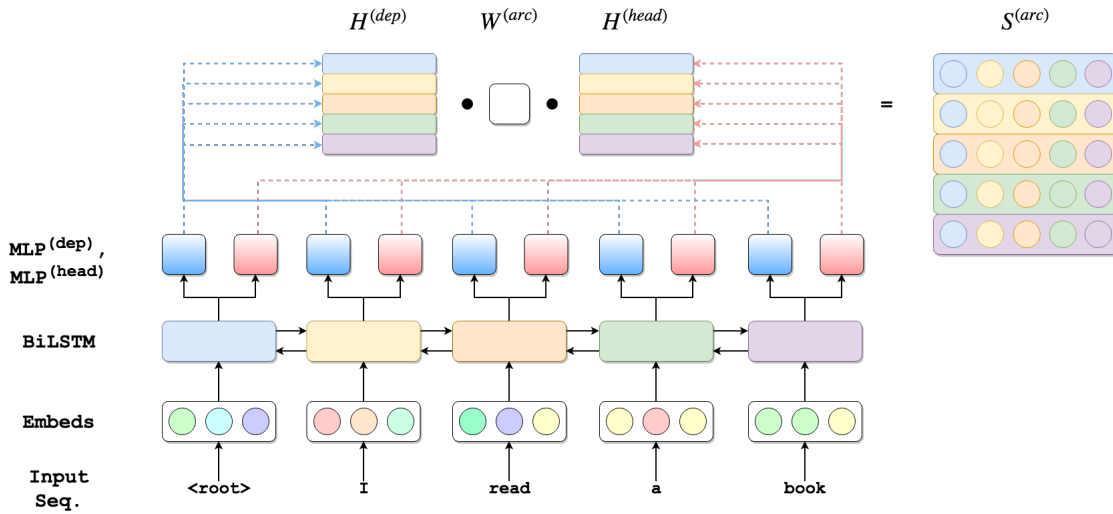 H^(dep) W^(arc) H^(head) S^(arc)
• • =
MLP^(dep),
MLP^(head)
BiLSTM
Embeds
Input
Seq.
<root> I read a book